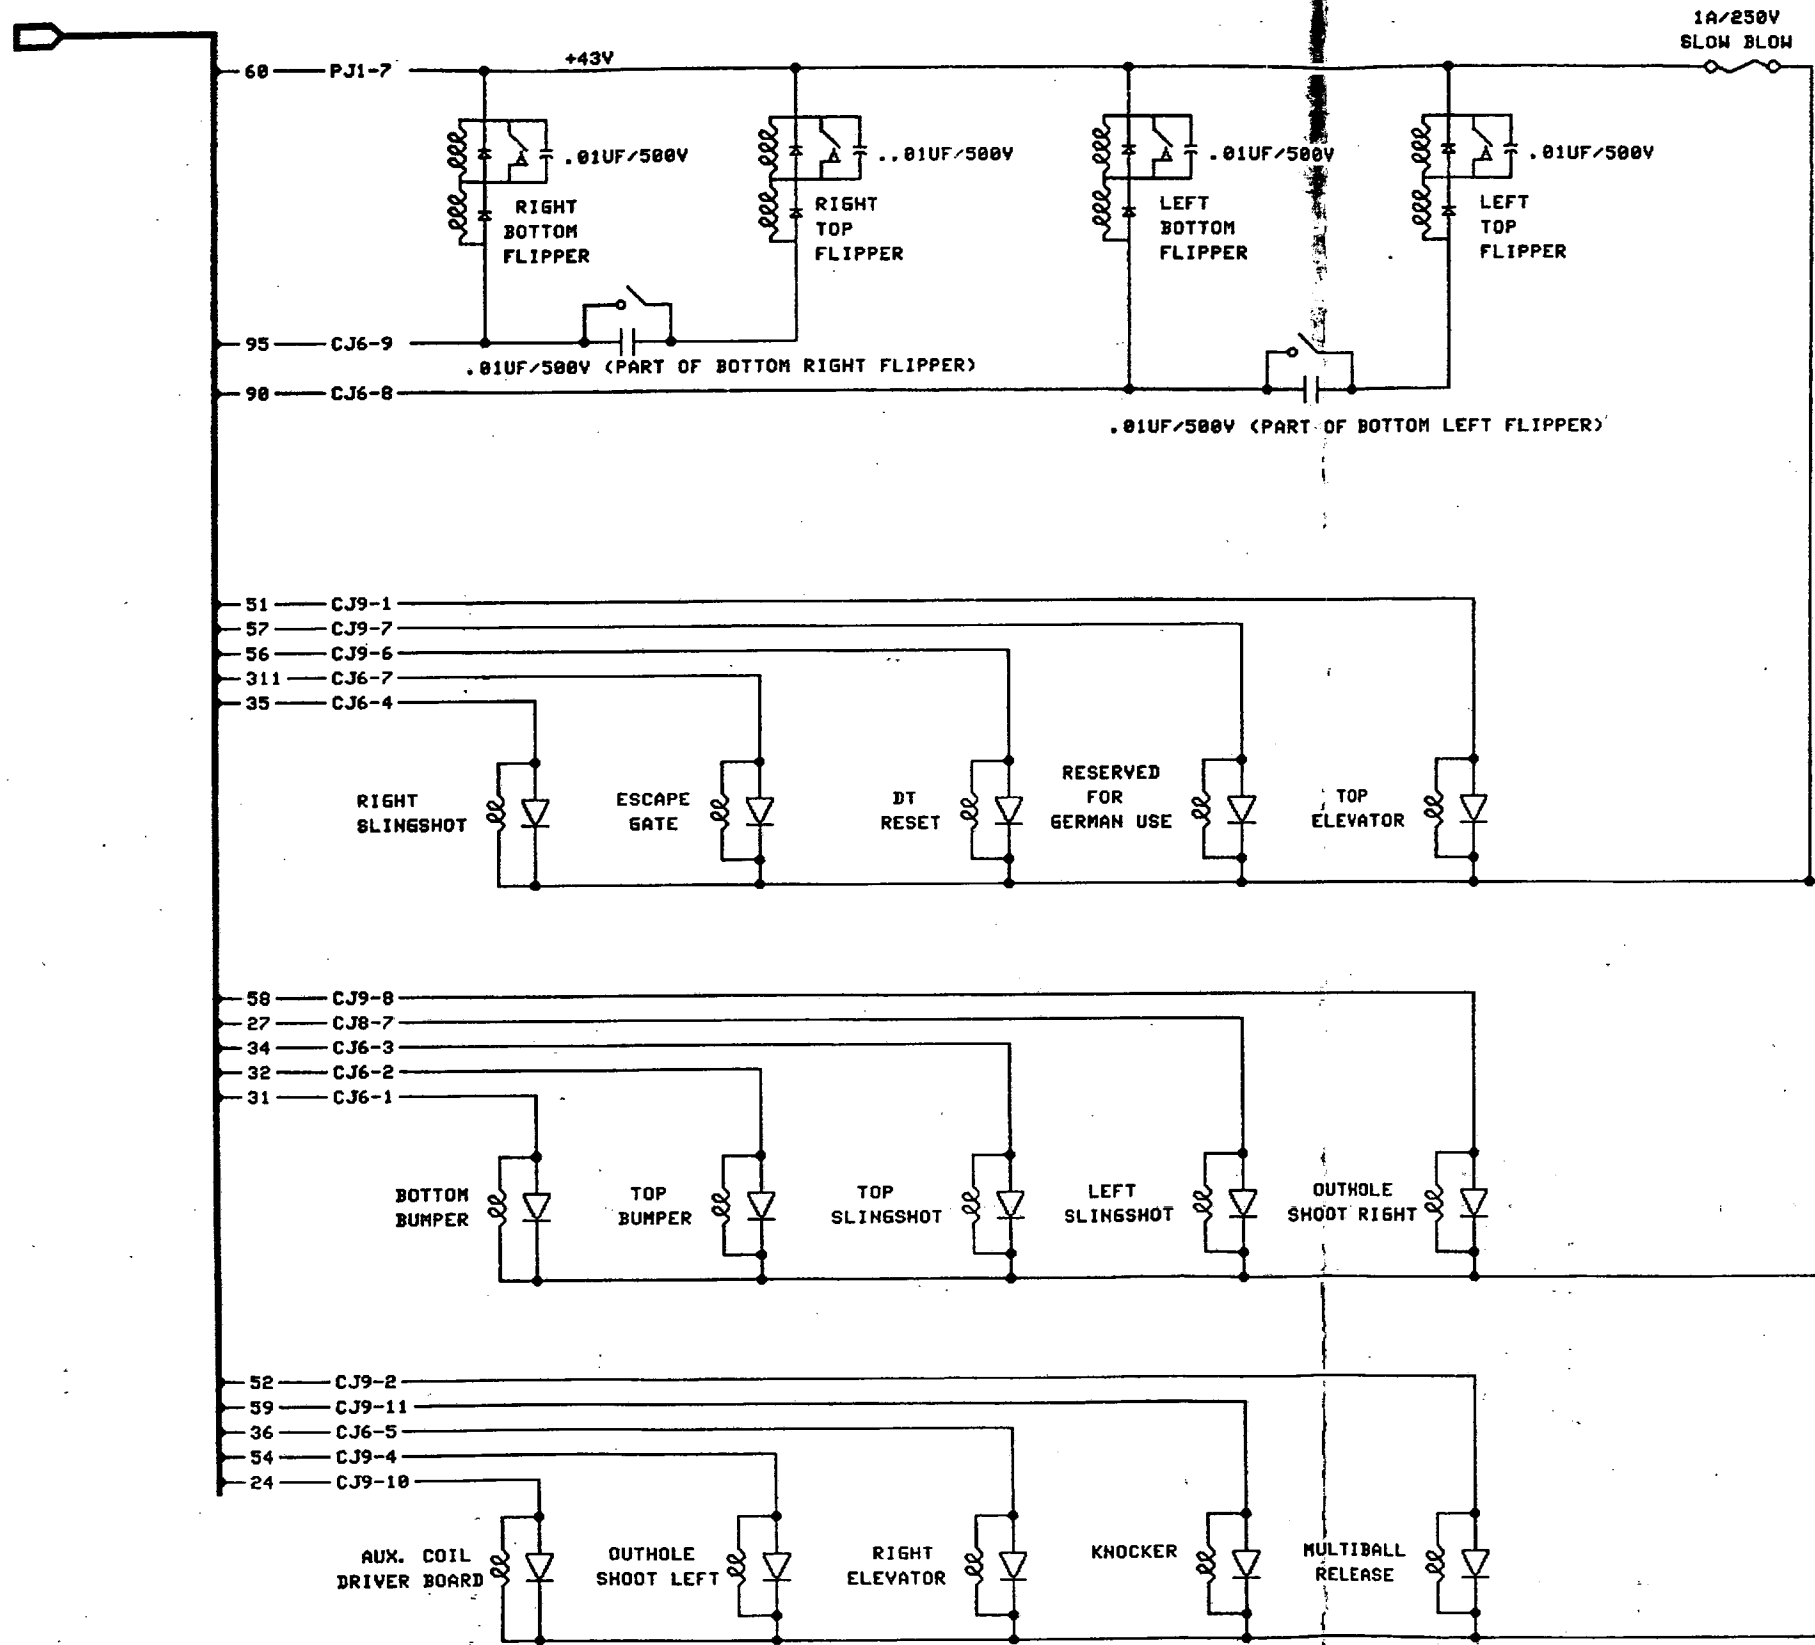 1A/250V
SLOW BLOW
60 PJ1-7 +43V
.01UF/500V
..01UF/500V
.01UF/500V
.01UF/500V
RIGHT
BOTTOM
FLIPPER
RIGHT
TOP
FLIPPER
LEFT
BOTTOM
FLIPPER
LEFT
TOP
FLIPPER
95 CJ6-9
.01UF/500V (PART OF BOTTOM RIGHT FLIPPER)
90 CJ6-8
.01UF/500V (PART OF BOTTOM LEFT FLIPPER)
51 CJ9-1
57 CJ9-7
56 CJ9-6
311 CJ6-7
35 CJ6-4
RIGHT
SLINGSHOT
ESCAPE
GATE
DT
RESET
RESERVED
FOR
GERMAN USE
TOP
ELEVATOR
58 CJ9-8
27 CJ8-7
34 CJ6-3
32 CJ6-2
31 CJ6-1
BOTTOM
BUMPER
TOP
BUMPER
TOP
SLINGSHOT
LEFT
SLINGSHOT
OUTHOLE
SHOOT RIGHT
52 CJ9-2
59 CJ9-11
36 CJ6-5
54 CJ9-4
24 CJ9-10
AUX. COIL
DRIVER BOARD
OUTHOLE
SHOOT LEFT
RIGHT
ELEVATOR
KNOCKER
MULTIBALL
RELEASE